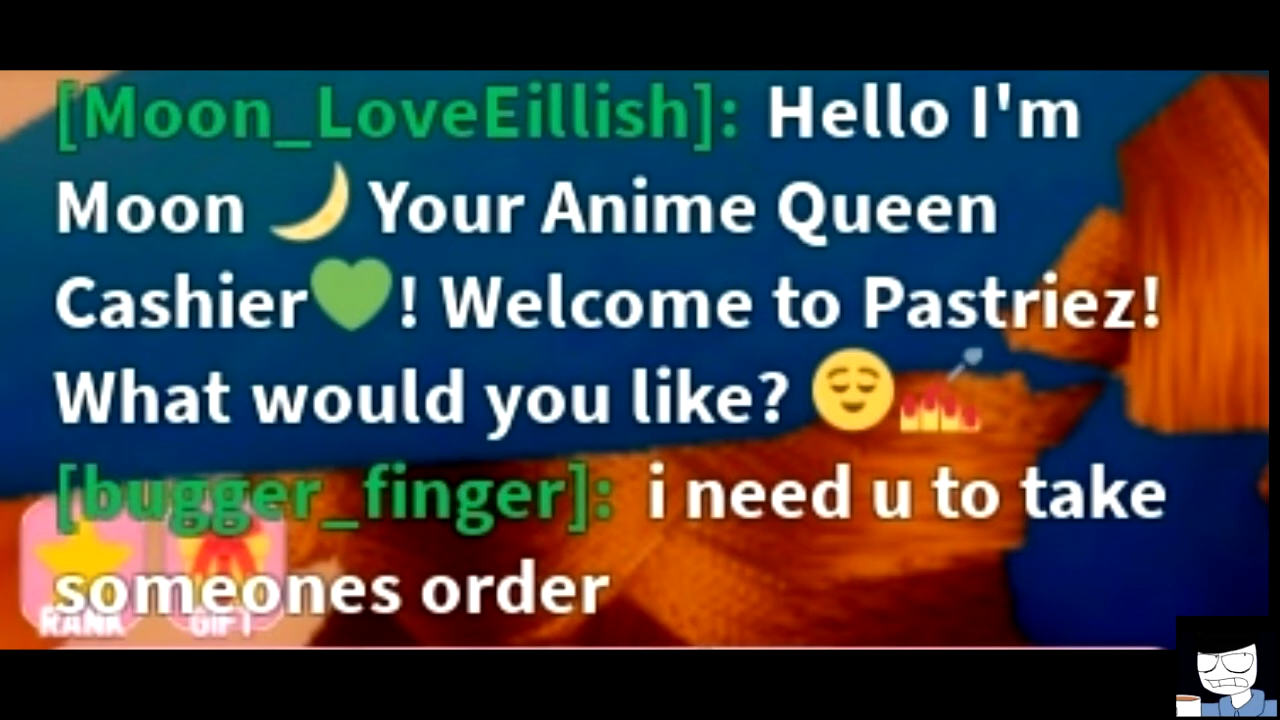 [Moon_LoveEillish]: Hello I'm
Moon 🌙 Your Anime Queen
Cashier💚! Welcome to Pastriez!
What would you like? 😌💅
[bugger_finger]: i need u to take
someones order
RANK GIFT